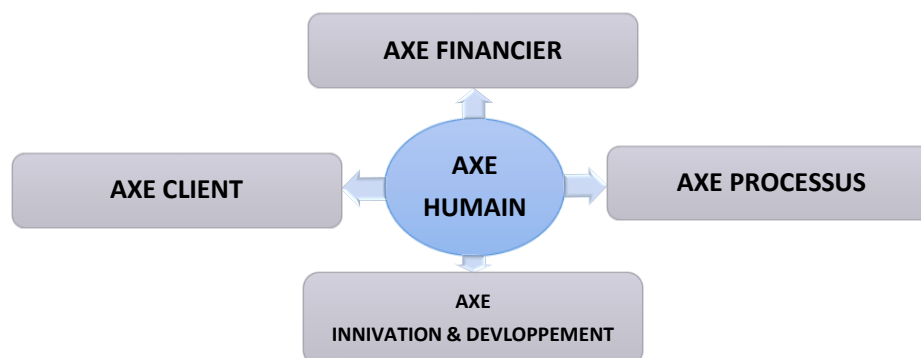 AXE FINANCIER
AXE CLIENT
AXE
HUMAIN
AXE PROCESSUS
AXE
INNIVATION & DEVLOPPEMENT